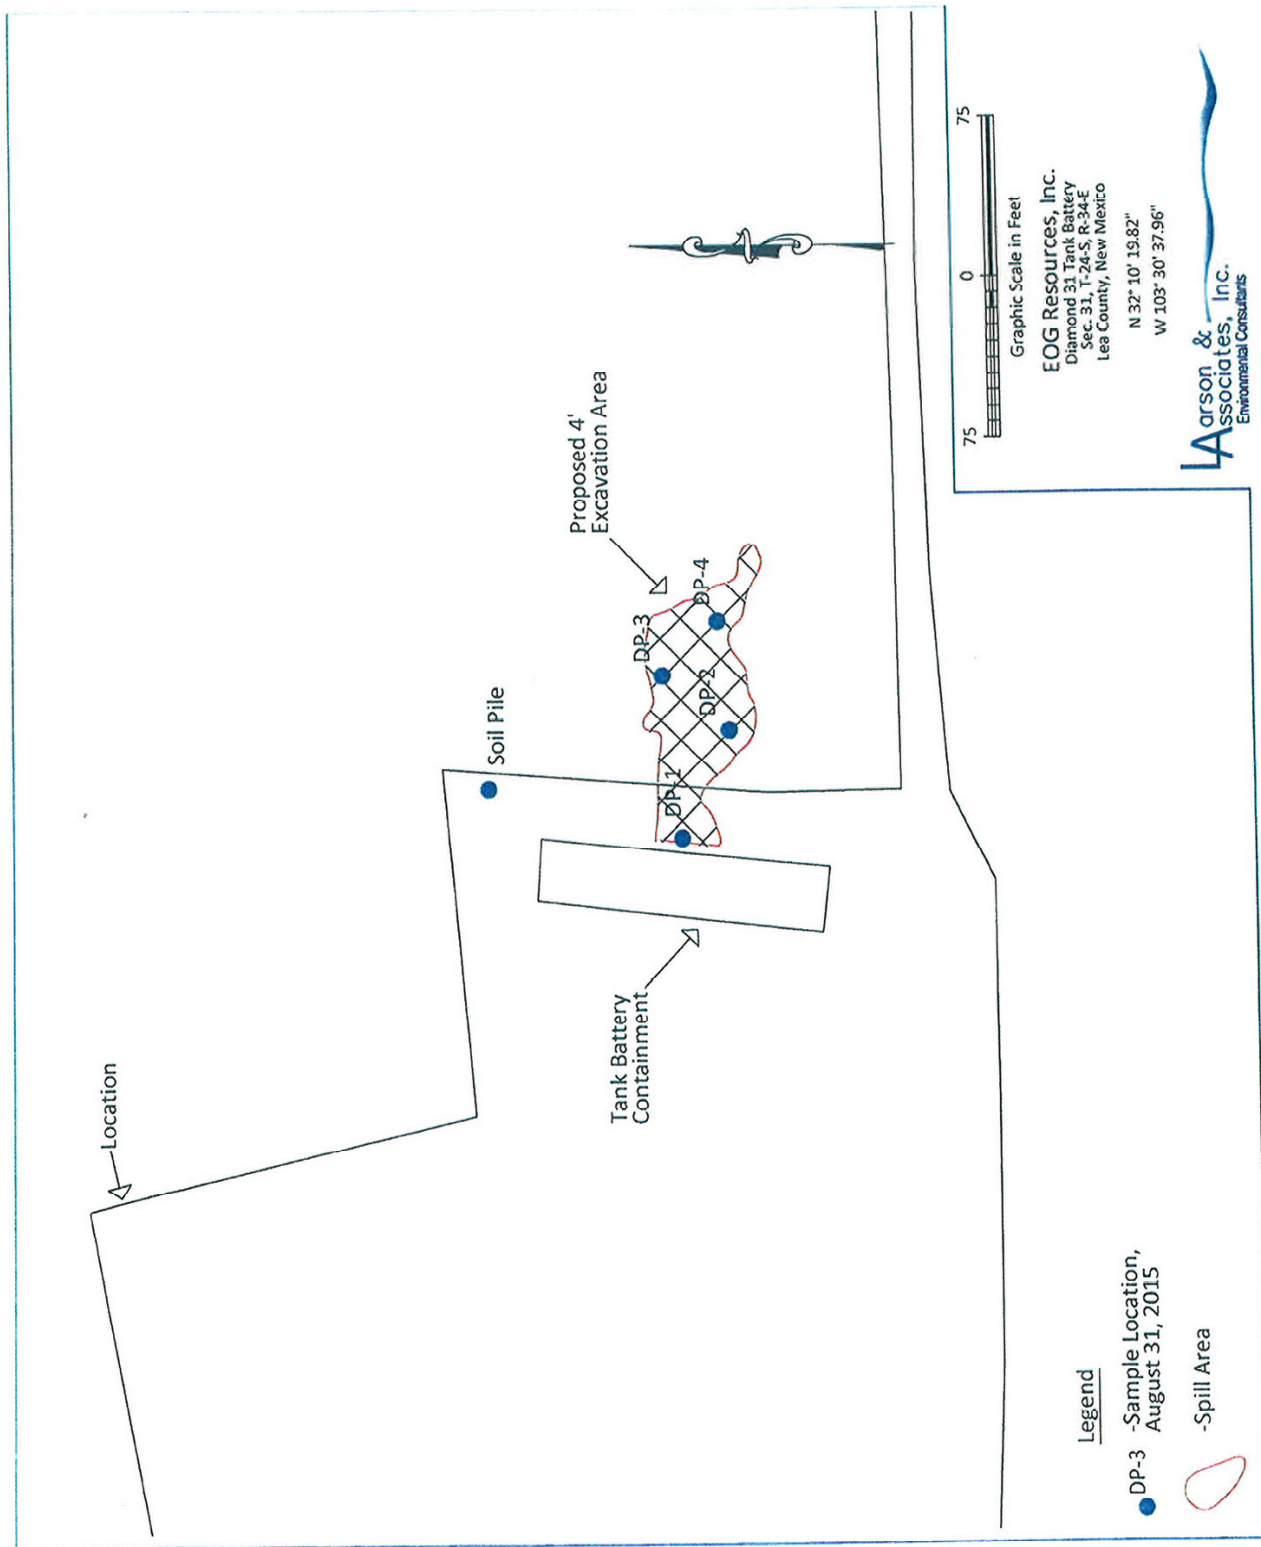 Location
Soil Pile
Proposed 4'
Excavation Area
Tank Battery
Containment
DP-1
DP-2
DP-3
DP-4
Legend
DP-3 -Sample Location,
August 31, 2015
-Spill Area
75 0 75
Graphic Scale in Feet
EOG Resources, Inc.
Diamond 31 Tank Battery
Sec. 31, T-24-S, R-34-E
Lea County, New Mexico
N 32° 10' 19.82"
W 103° 30' 37.96"
Larson &
Associates, Inc.
Environmental Consultants